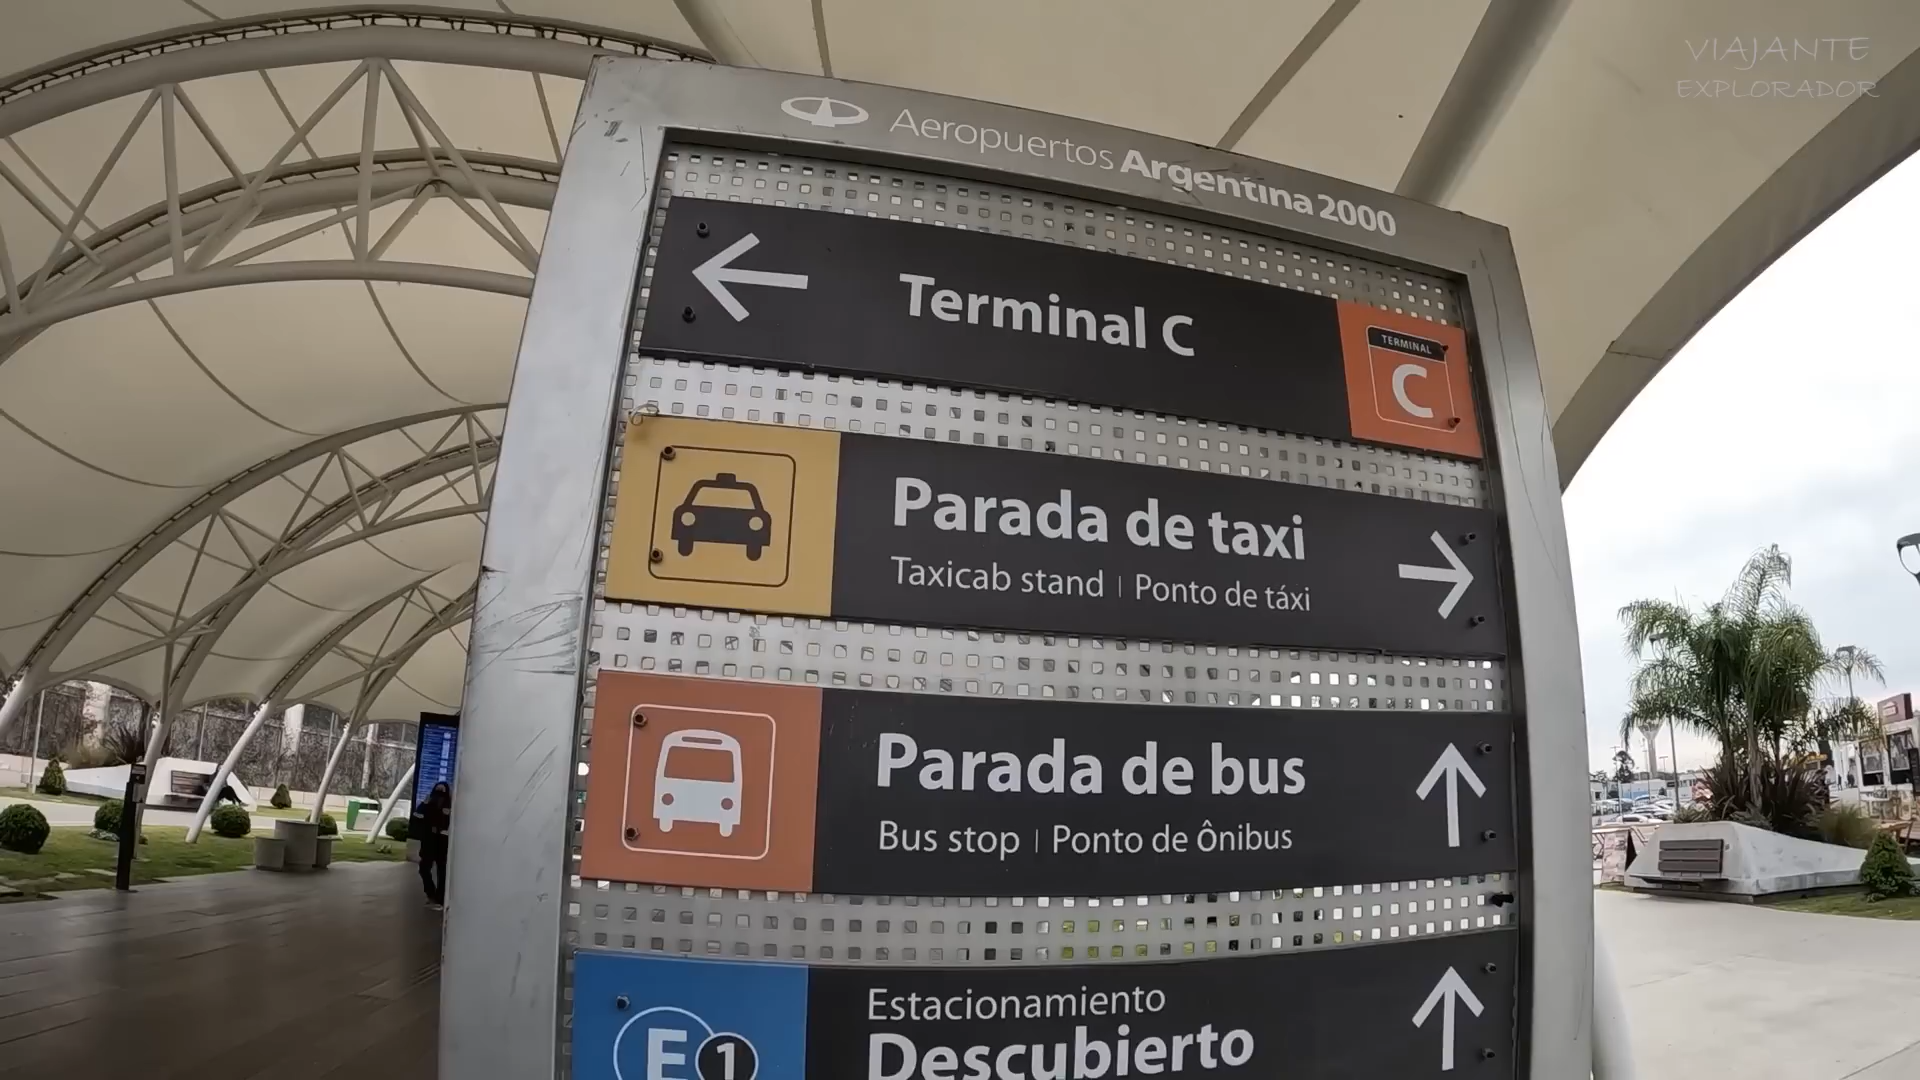 VIAJANTE
EXPLORADOR
Aeropuertos Argentina 2000
Terminal C
TERMINAL
C
Parada de taxi
Taxicab stand | Ponto de táxi
Parada de bus
Bus stop | Ponto de ônibus
Estacionamiento
Descubierto
E1